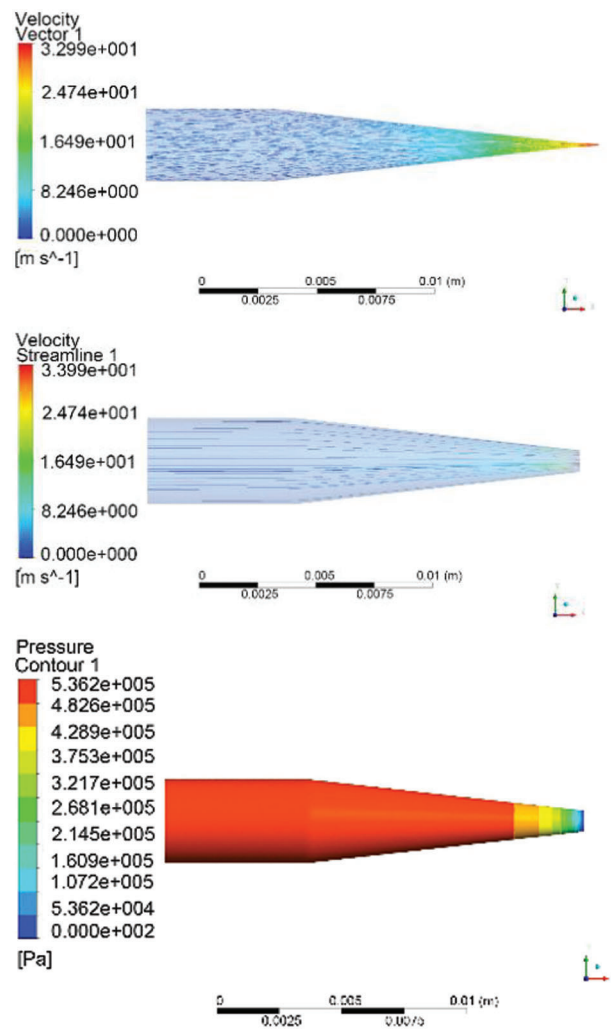 Velocity
Vector 1
3.299e+001
2.474e+001
1.649e+001
8.246e+000
0.000e+000
[m s^-1]
0 0.005 0.01 (m)
0.0025 0.0075
Velocity
Streamline 1
3.399e+001
2.474e+001
1.649e+001
8.246e+000
0.000e+000
[m s^-1]
0 0.005 0.01 (m)
0.0025 0.0075
Pressure
Contour 1
5.362e+005
4.826e+005
4.289e+005
3.753e+005
3.217e+005
2.681e+005
2.145e+005
1.609e+005
1.072e+005
5.362e+004
0.000e+002
[Pa]
0 0.005 0.01 (m)
0.0025 0.0075